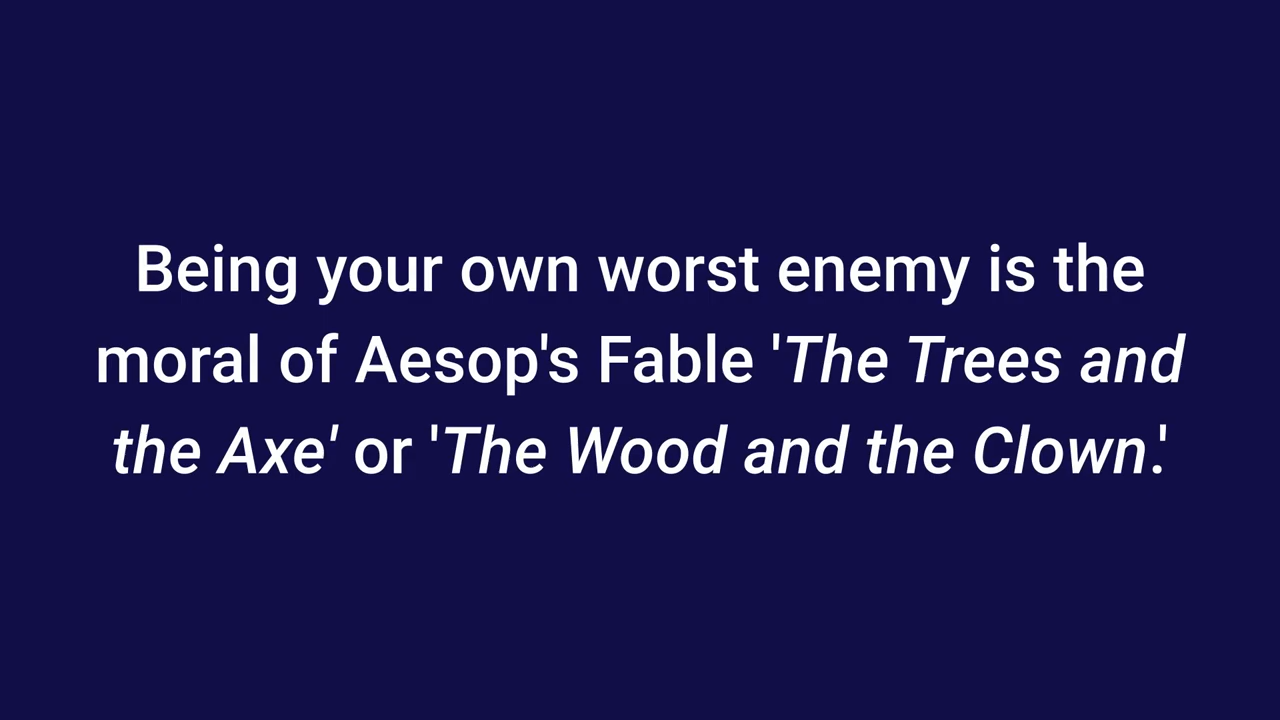 Being your own worst enemy is the
moral of Aesop's Fable 'The Trees and
the Axe' or 'The Wood and the Clown.'